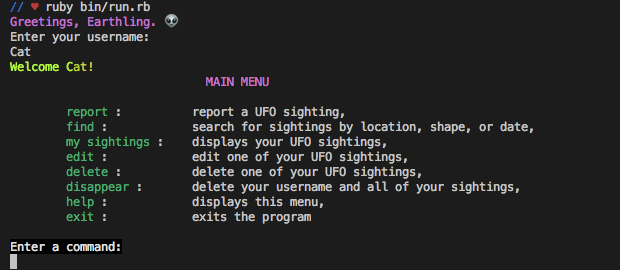 // ♥ ruby bin/run.rb
Greetings, Earthling. 👽
Enter your username:
Cat
Welcome Cat!
MAIN MENU
report : report a UFO sighting,
find : search for sightings by location, shape, or date,
my sightings : displays your UFO sightings,
edit : edit one of your UFO sightings,
delete : delete one of your UFO sightings,
disappear : delete your username and all of your sightings,
help : displays this menu,
exit : exits the program
Enter a command: